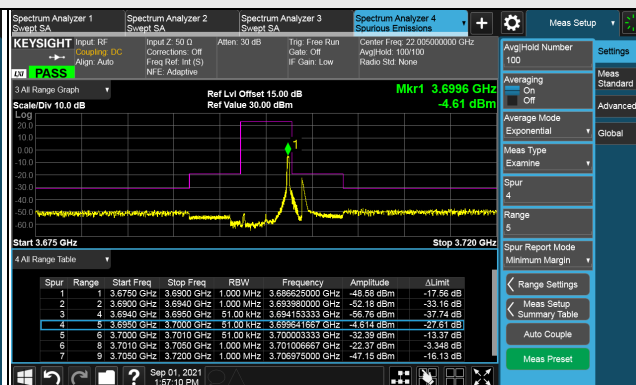 Spectrum Analyzer 1
Swept SA
Spectrum Analyzer 2
Swept SA
Spectrum Analyzer 3
Swept SA
Spectrum Analyzer 4
Spurious Emissions
Meas Setup
KEYSIGHT
LXI
PASS
Input: RF
Coupling: DC
Align: Auto
Input Z: 50 Ω
Corrections: Off
Freq Ref: Int (S)
NFE: Adaptive
Atten: 30 dB
Trig: Free Run
Gate: Off
IF Gain: Low
Center Freq: 22.005000000 GHz
Avg|Hold: 100/100
Radio Std: None
3 All Range Graph
Scale/Div 10.0 dB
Ref Lvl Offset 15.00 dB
Ref Value 30.00 dBm
Mkr1 3.6996 GHz
-4.61 dBm
Log
20.0
10.0
0.00
-10.0
-20.0
-30.0
-40.0
-50.0
-60.0
1
Start 3.675 GHz
Stop 3.720 GHz
4 All Range Table
Spur Range Start Freq Stop Freq RBW Frequency Amplitude ΔLimit
1 1 3.6750 GHz 3.6900 GHz 1.000 MHz 3.686625000 GHz -48.58 dBm -17.56 dB
2 2 3.6900 GHz 3.6940 GHz 1.000 MHz 3.693980000 GHz -52.18 dBm -33.16 dB
3 4 3.6940 GHz 3.6950 GHz 51.00 kHz 3.694153333 GHz -56.76 dBm -37.74 dB
4 5 3.6950 GHz 3.7000 GHz 51.00 kHz 3.699641667 GHz -4.614 dBm -27.61 dB
5 6 3.7000 GHz 3.7010 GHz 51.00 kHz 3.700003333 GHz -32.39 dBm -13.37 dB
6 8 3.7010 GHz 3.7050 GHz 1.000 MHz 3.701006667 GHz -22.37 dBm -3.348 dB
7 9 3.7050 GHz 3.7200 GHz 1.000 MHz 3.706975000 GHz -47.15 dBm -16.13 dB
Avg|Hold Number
100
Averaging
On
Off
Average Mode
Exponential
Meas Type
Examine
Spur
4
Range
5
Spur Report Mode
Minimum Margin
Range Settings
Meas Setup
Summary Table
Auto Couple
Meas Preset
Settings
Meas
Standard
Advanced
Global
?
Sep 01, 2021
1:57:10 PM